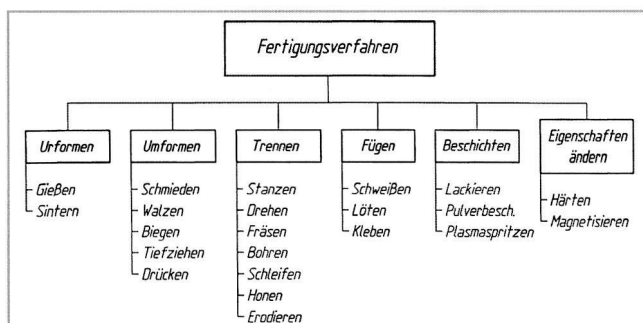 Fertigungsverfahren
Urformen
Gießen
Sintern
Umformen
Schmieden
Walzen
Biegen
Tiefziehen
Drücken
Trennen
Stanzen
Drehen
Fräsen
Bohren
Schleifen
Honen
Erodieren
Fügen
Schweißen
Löten
Kleben
Beschichten
Lackieren
Pulverbesch.
Plasmaspritzen
Eigenschaften
ändern
Härten
Magnetisieren